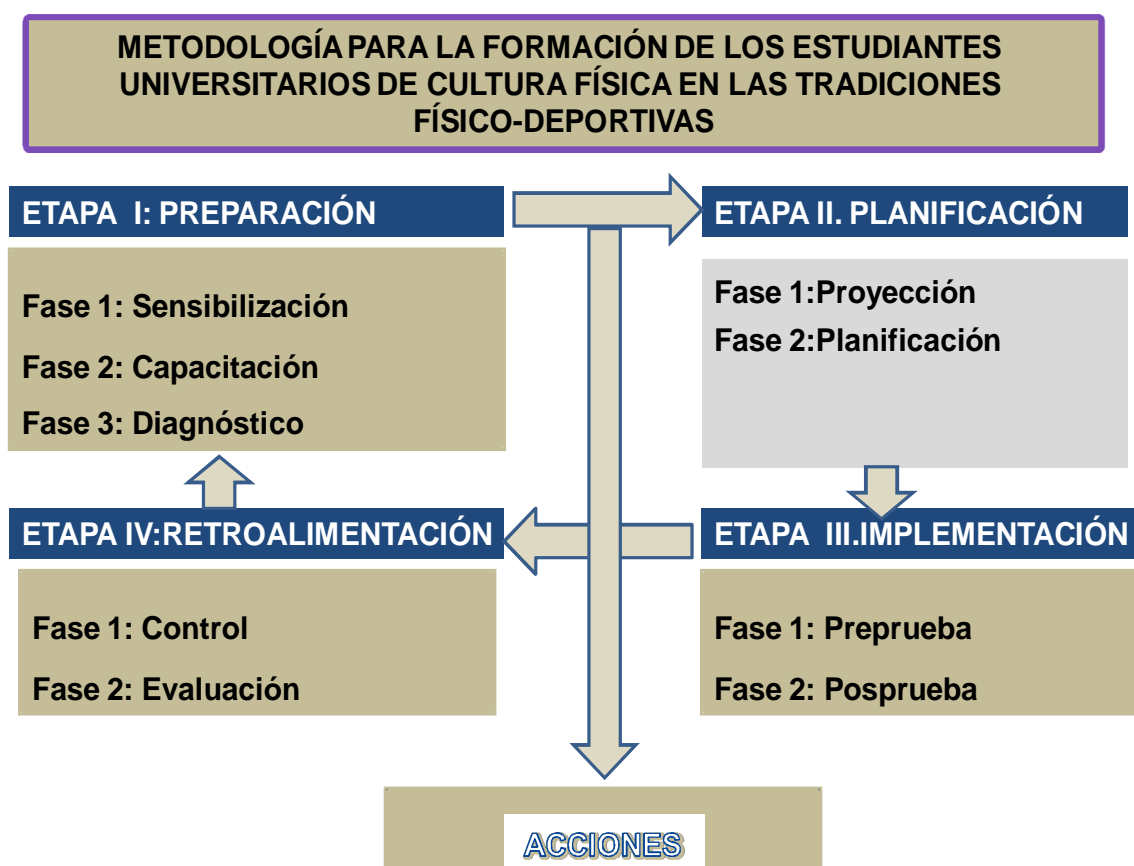 METODOLOGÍA PARA LA FORMACIÓN DE LOS ESTUDIANTES
UNIVERSITARIOS DE CULTURA FÍSICA EN LAS TRADICIONES
FÍSICO-DEPORTIVAS
ETAPA I: PREPARACIÓN
Fase 1: Sensibilización
Fase 2: Capacitación
Fase 3: Diagnóstico
ETAPA II. PLANIFICACIÓN
Fase 1:Proyección
Fase 2:Planificación
ETAPA III.IMPLEMENTACIÓN
Fase 1: Preprueba
Fase 2: Posprueba
ETAPA IV:RETROALIMENTACIÓN
Fase 1: Control
Fase 2: Evaluación
ACCIONES